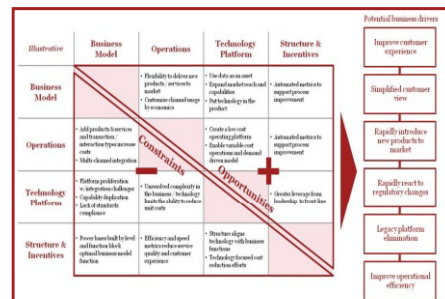 Potential business drivers
Illustrative
Business
Model
Operations
Technology
Platform
Structure &
Incentives
Business
Model
• Flexibility to deliver new
products / services to
market
• Customize channel usage by
economics
• Use data as an asset
• Expand market reach and
capabilities
• Put technology in the
product
• Automated metrics to
support process
improvement
Operations
• Add products & services
and transaction /
interaction types increase
costs
• Multi-channel integration
• Create a low cost
operating platform
• Enable variable cost
operations and demand
driven model
• Automated metrics to
support process
improvement
Constraints
Opportunities
Technology
Platform
• Platform proliferation
w/ integration challenges
• Capability duplication
• Lack of standards
compliance
• Unresolved complexity in
the business / technology
limits the ability to reduce
unit costs
• Greater leverage from
leadership to front-line
Structure &
Incentives
• Power bases built by level
and function block
optimal business model
function
• Efficiency and speed
metrics reduce service
quality and customer
experience
• Structure aligns
technology with business
functions
• Technology focused cost
reduction efforts
Improve customer
experience
Simplified customer
view
Rapidly introduce
new products to
market
Rapidly react to
regulatory changes
Legacy platform
elimination
Improve operational
efficiency